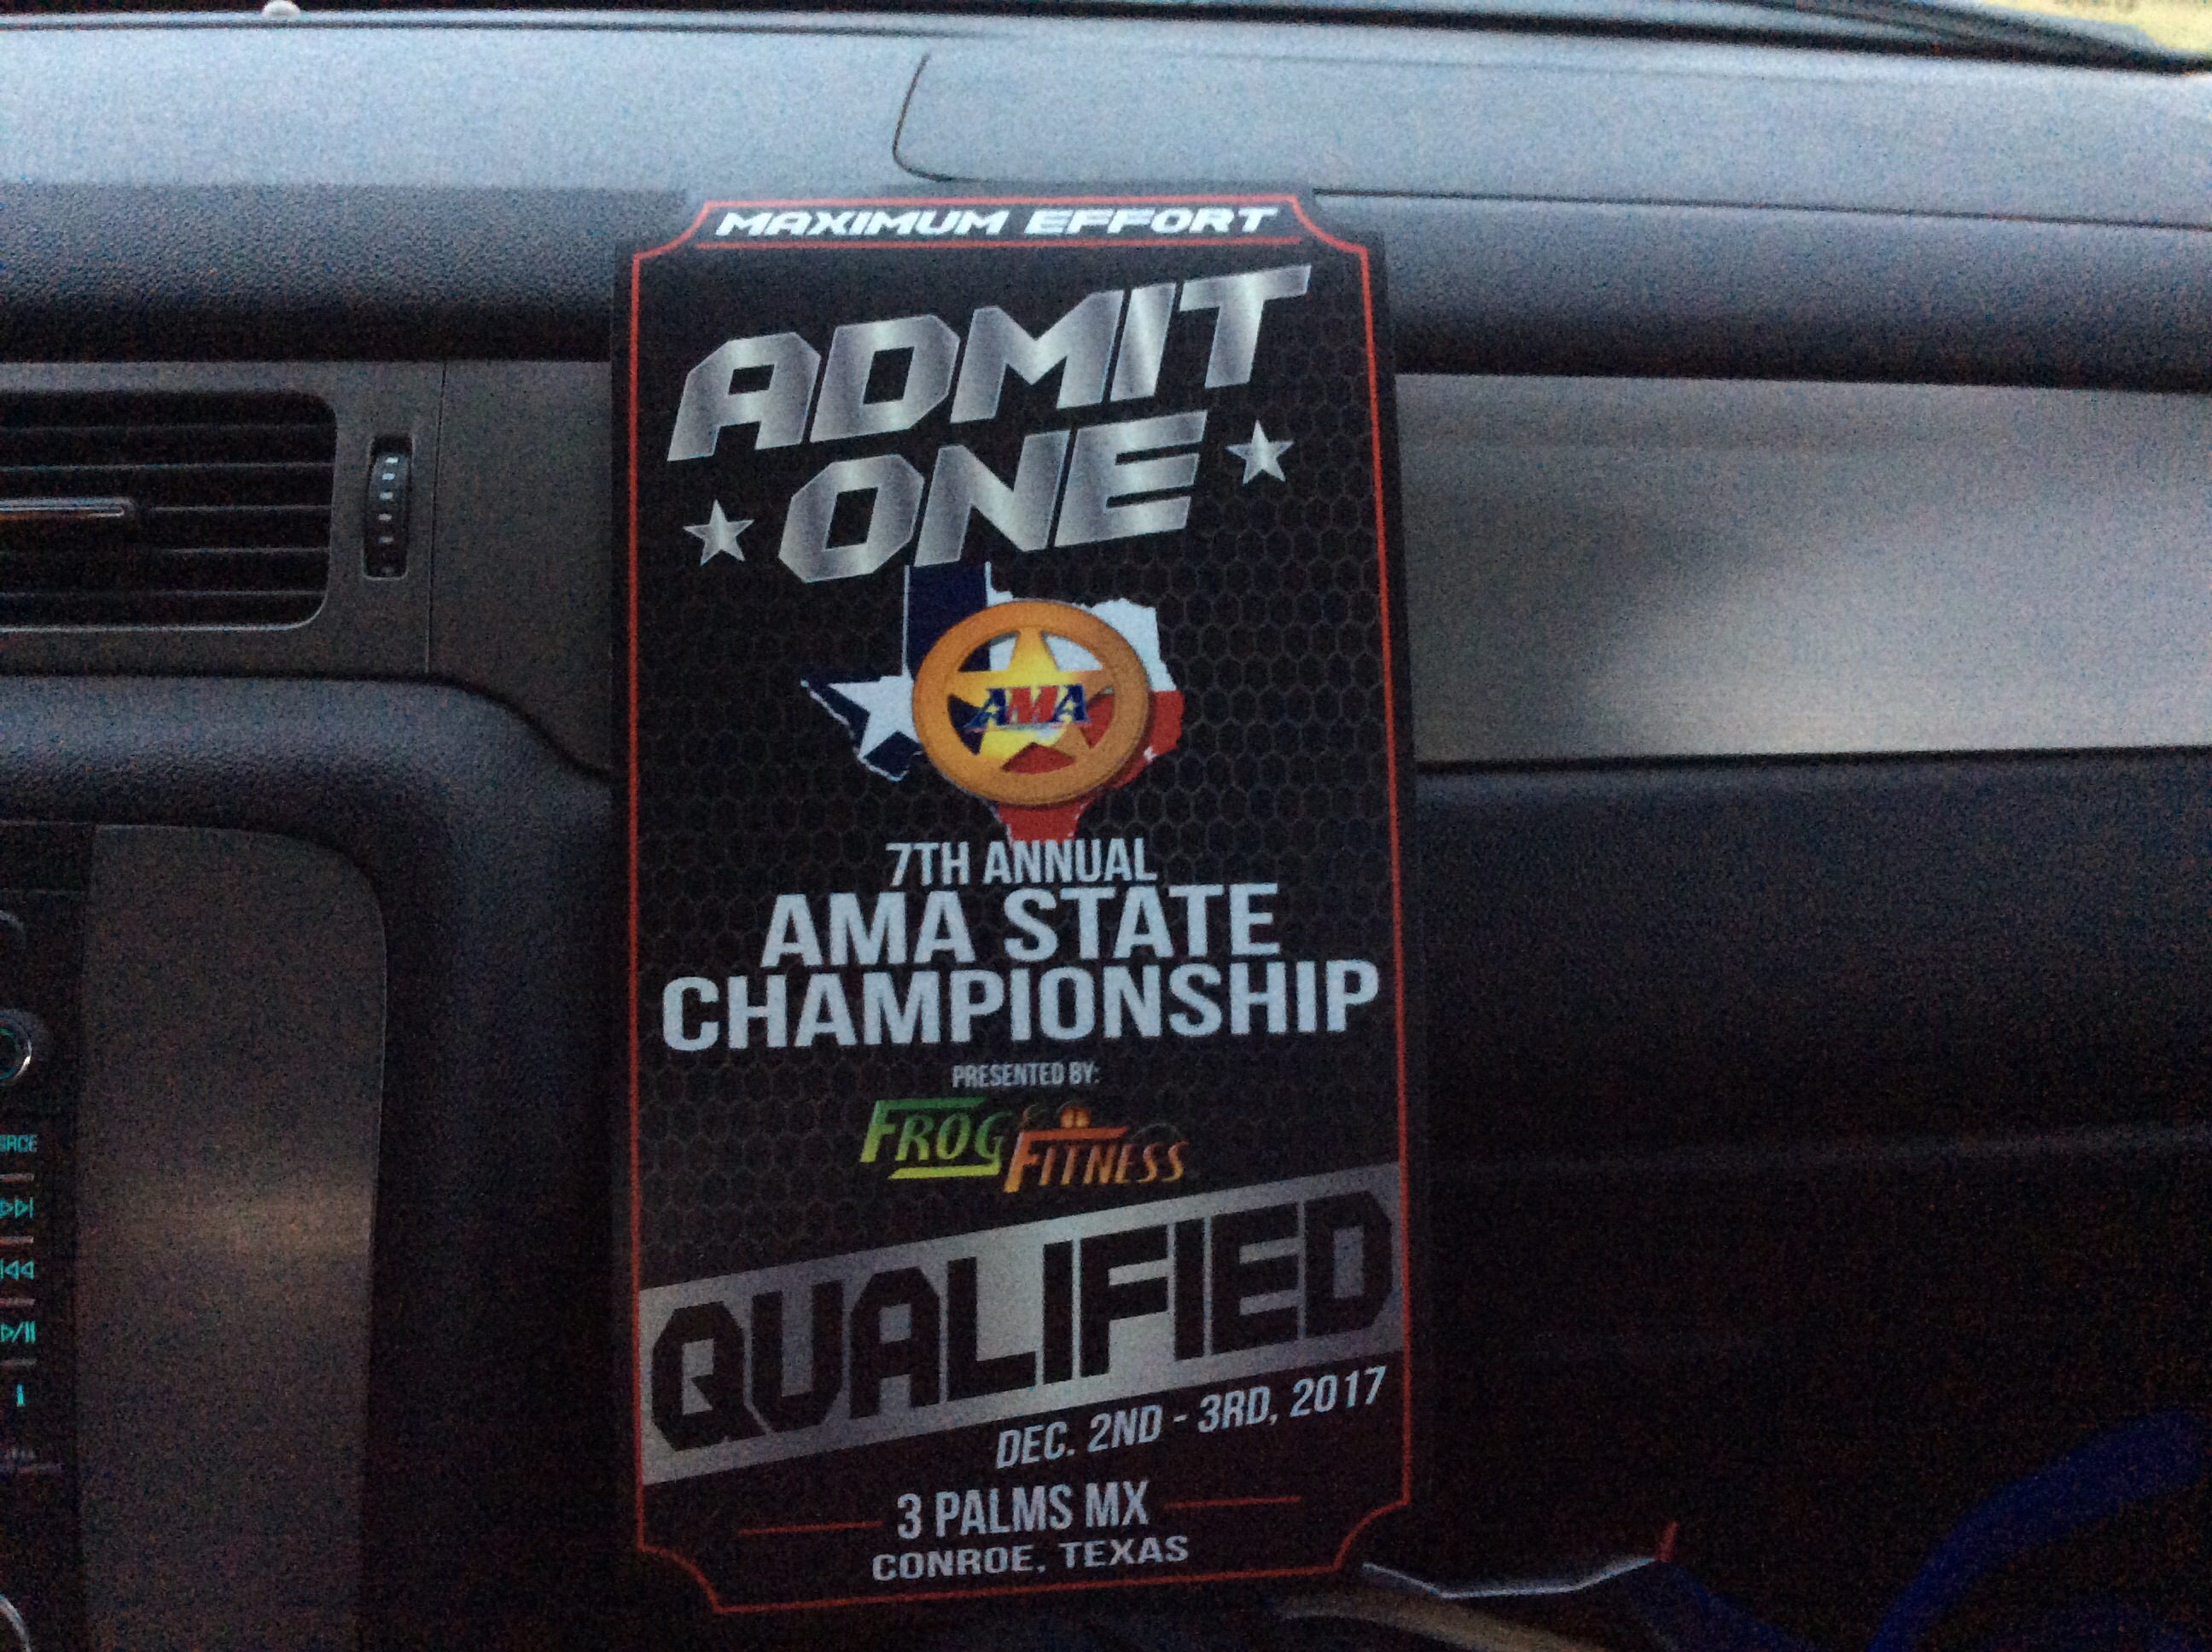 MAXIMUM EFFORT
ADMIT
ONE
AMA
7TH ANNUAL
AMA STATE
CHAMPIONSHIP
PRESENTED BY:
FROG FITNESS
QUALIFIED
DEC. 2ND - 3RD, 2017
3 PALMS MX
CONROE, TEXAS